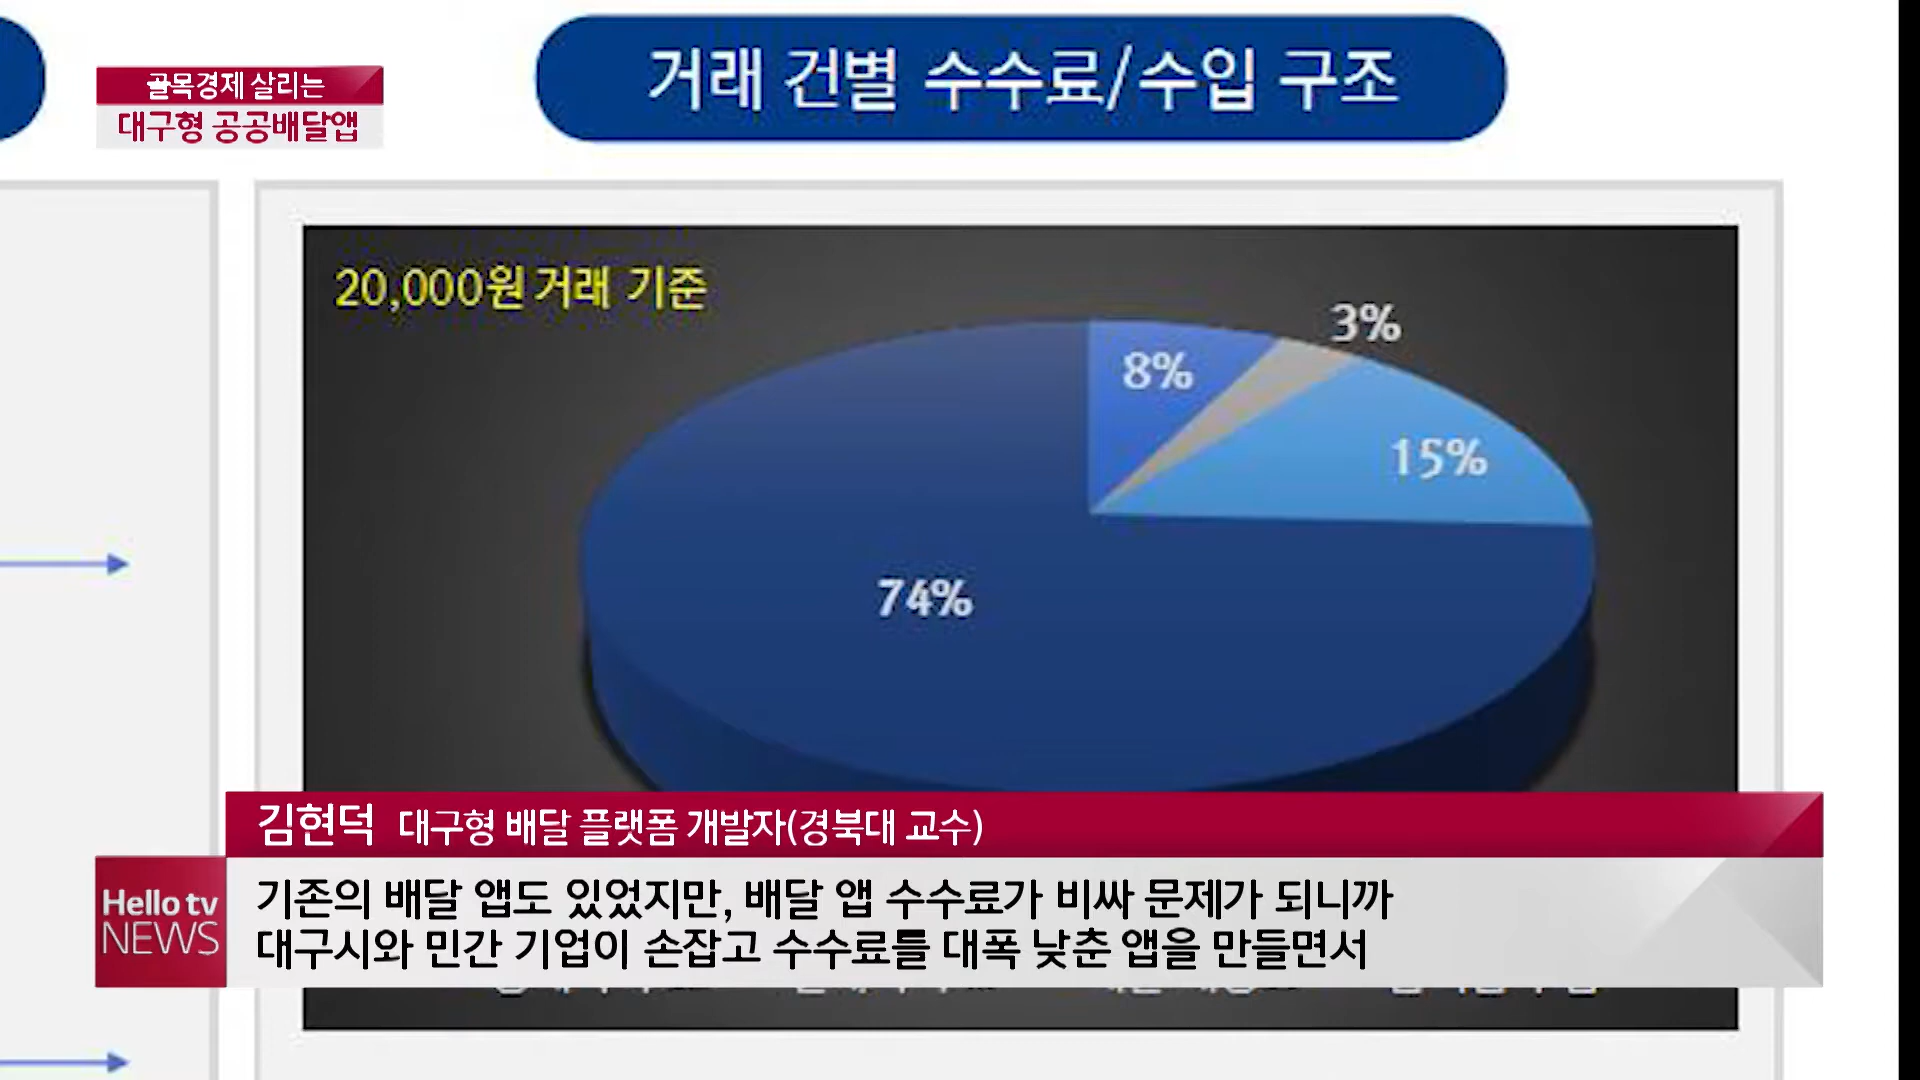 거래 건별 수수료/수입 구조
골목경제 살리는
대구형 공공배달앱
20,000원 거래 기준
3%
8%
15%
74%
김현덕 대구형 배달 플랫폼 개발자(경북대 교수)
Hello tv
NEWS
기존의 배달 앱도 있었지만, 배달 앱 수수료가 비싸 문제가 되니까
대구시와 민간 기업이 손잡고 수수료를 대폭 낮춘 앱을 만들면서